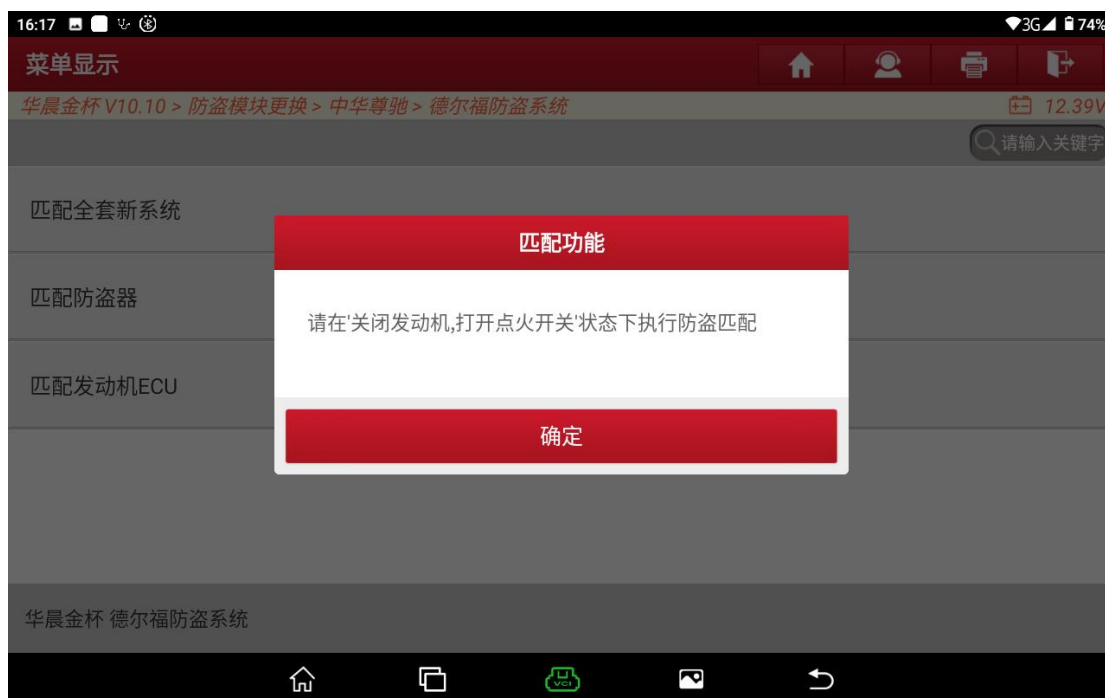 16:17 3G 74%
菜单显示
华晨金杯 V10.10 > 防盗模块更换 > 中华尊驰 > 德尔福防盗系统 12.39V
请输入关键字
匹配全套新系统
匹配功能
匹配防盗器
请在'关闭发动机,打开点火开关'状态下执行防盗匹配
匹配发动机ECU
确定
华晨金杯 德尔福防盗系统
VCI